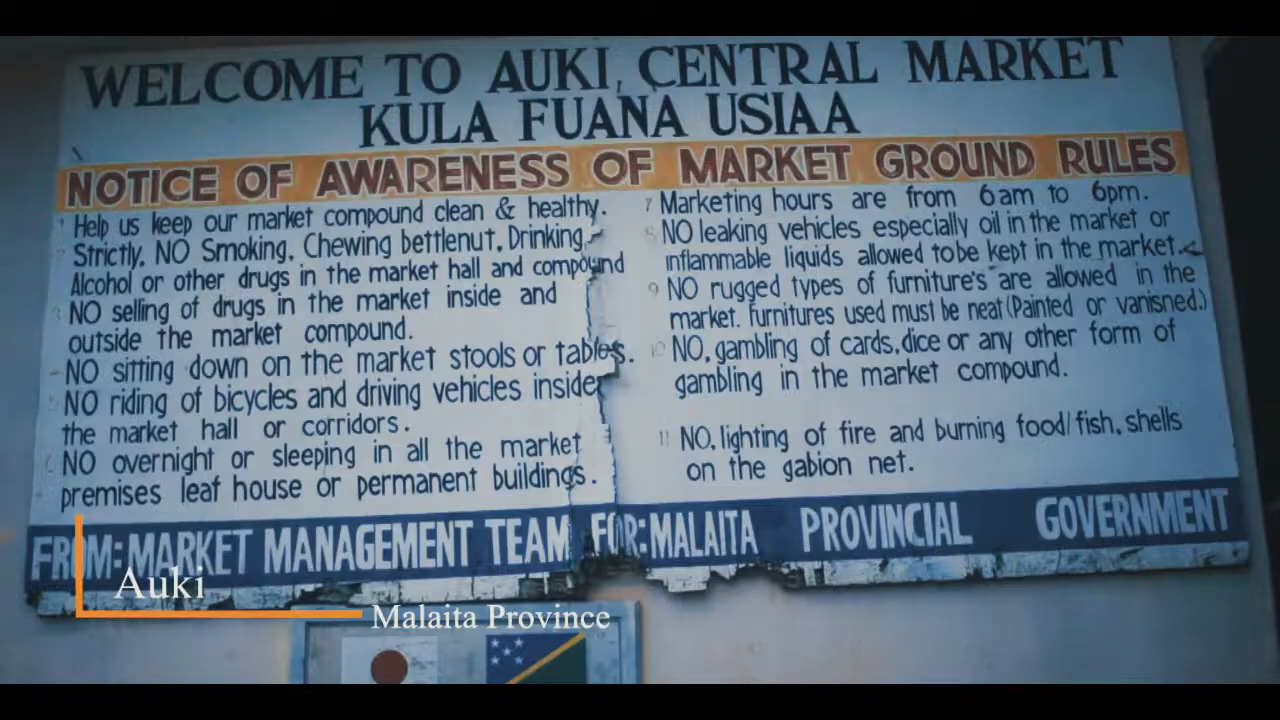 WELCOME TO AUKI, CENTRAL MARKET
KULA FUANA USIAA
NOTICE OF AWARENESS OF MARKET GROUND RULES
Help us keep our market compound clean & healthy.
Strictly, NO Smoking, Chewing bettlenut, Drinking
Alcohol or other drugs in the market hall and compound
3 NO selling of drugs in the market inside and
outside the market compound.
NO sitting down on the market stools or tables.
NO riding of bicycles and driving vehicles inside
the market hall or corridors.
NO overnight or sleeping in all the market
premises leaf house or permanent buildings.
7 Marketing hours are from 6am to 6pm.
8 NO leaking vehicles especially oil in the market or
inflammable liquids allowed to be kept in the market.
9 NO rugged types of furniture's are allowed in the
market. furnitures used must be neat (Painted or vanisned.)
10 NO, gambling of cards, dice or any other form of
gambling in the market compound.
11 NO, lighting of fire and burning food/fish, shells
on the gabion net.
FROM: MARKET MANAGEMENT TEAM FOR: MALAITA PROVINCIAL GOVERNMENT
Auki
Malaita Province